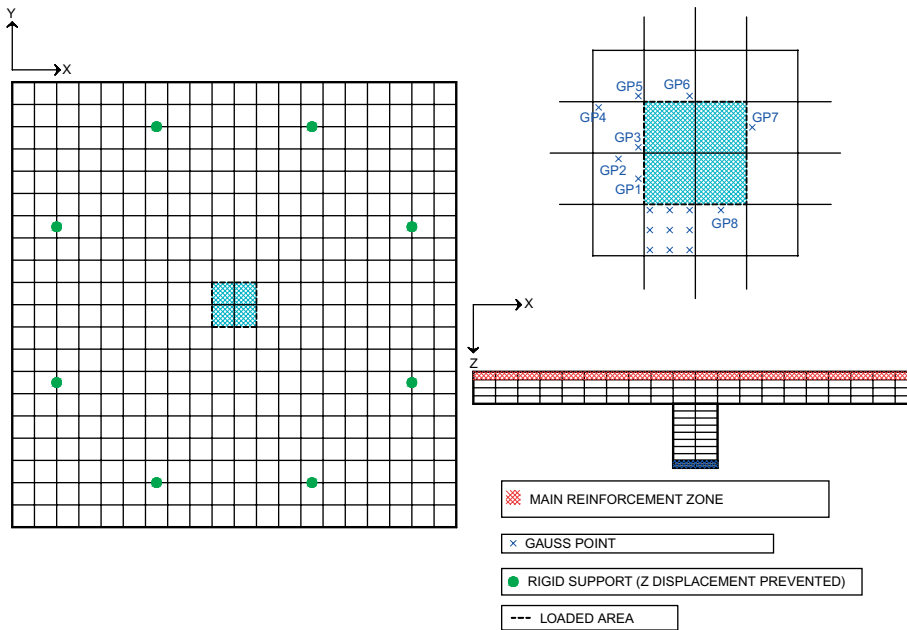 Y
X
GP5
GP6
GP4
GP7
GP3
GP2
GP1
GP8
X
Z
MAIN REINFORCEMENT ZONE
GAUSS POINT
RIGID SUPPORT (Z DISPLACEMENT PREVENTED)
LOADED AREA